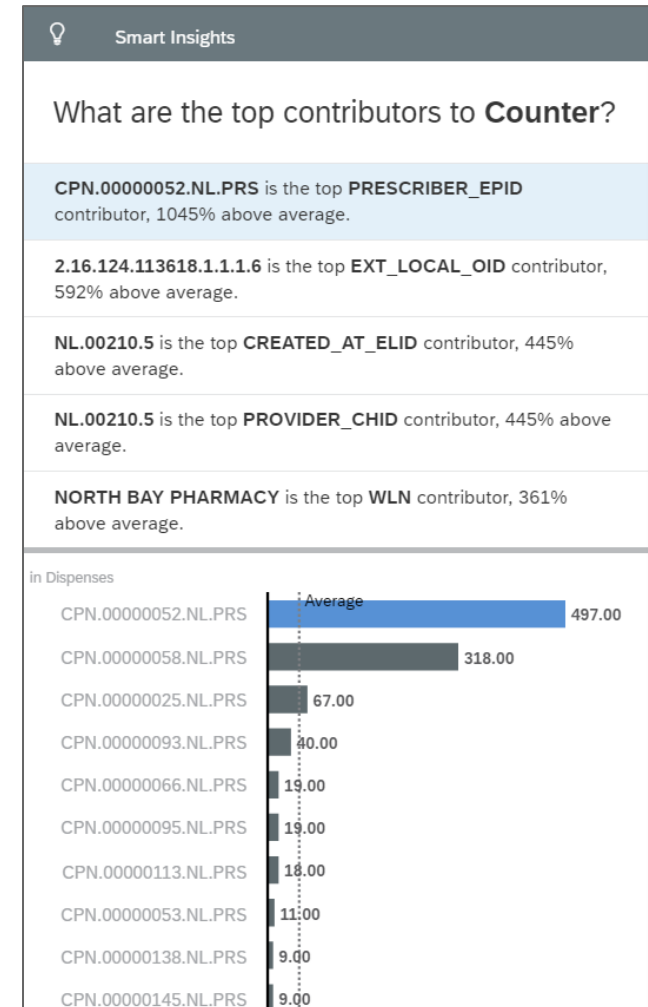 Smart Insights
What are the top contributors to Counter?
CPN.00000052.NL.PRS is the top PRESCRIBER_EPID
contributor, 1045% above average.
2.16.124.113618.1.1.1.6 is the top EXT_LOCAL_OID contributor,
592% above average.
NL.00210.5 is the top CREATED_AT_ELID contributor, 445%
above average.
NL.00210.5 is the top PROVIDER_CHID contributor, 445% above
average.
NORTH BAY PHARMACY is the top WLN contributor, 361%
above average.
in Dispenses
Average
CPN.00000052.NL.PRS 497.00
CPN.00000058.NL.PRS 318.00
CPN.00000025.NL.PRS 67.00
CPN.00000093.NL.PRS 40.00
CPN.00000066.NL.PRS 19.00
CPN.00000095.NL.PRS 19.00
CPN.00000113.NL.PRS 18.00
CPN.00000053.NL.PRS 11.00
CPN.00000138.NL.PRS 9.00
CPN.00000145.NL.PRS 9.00